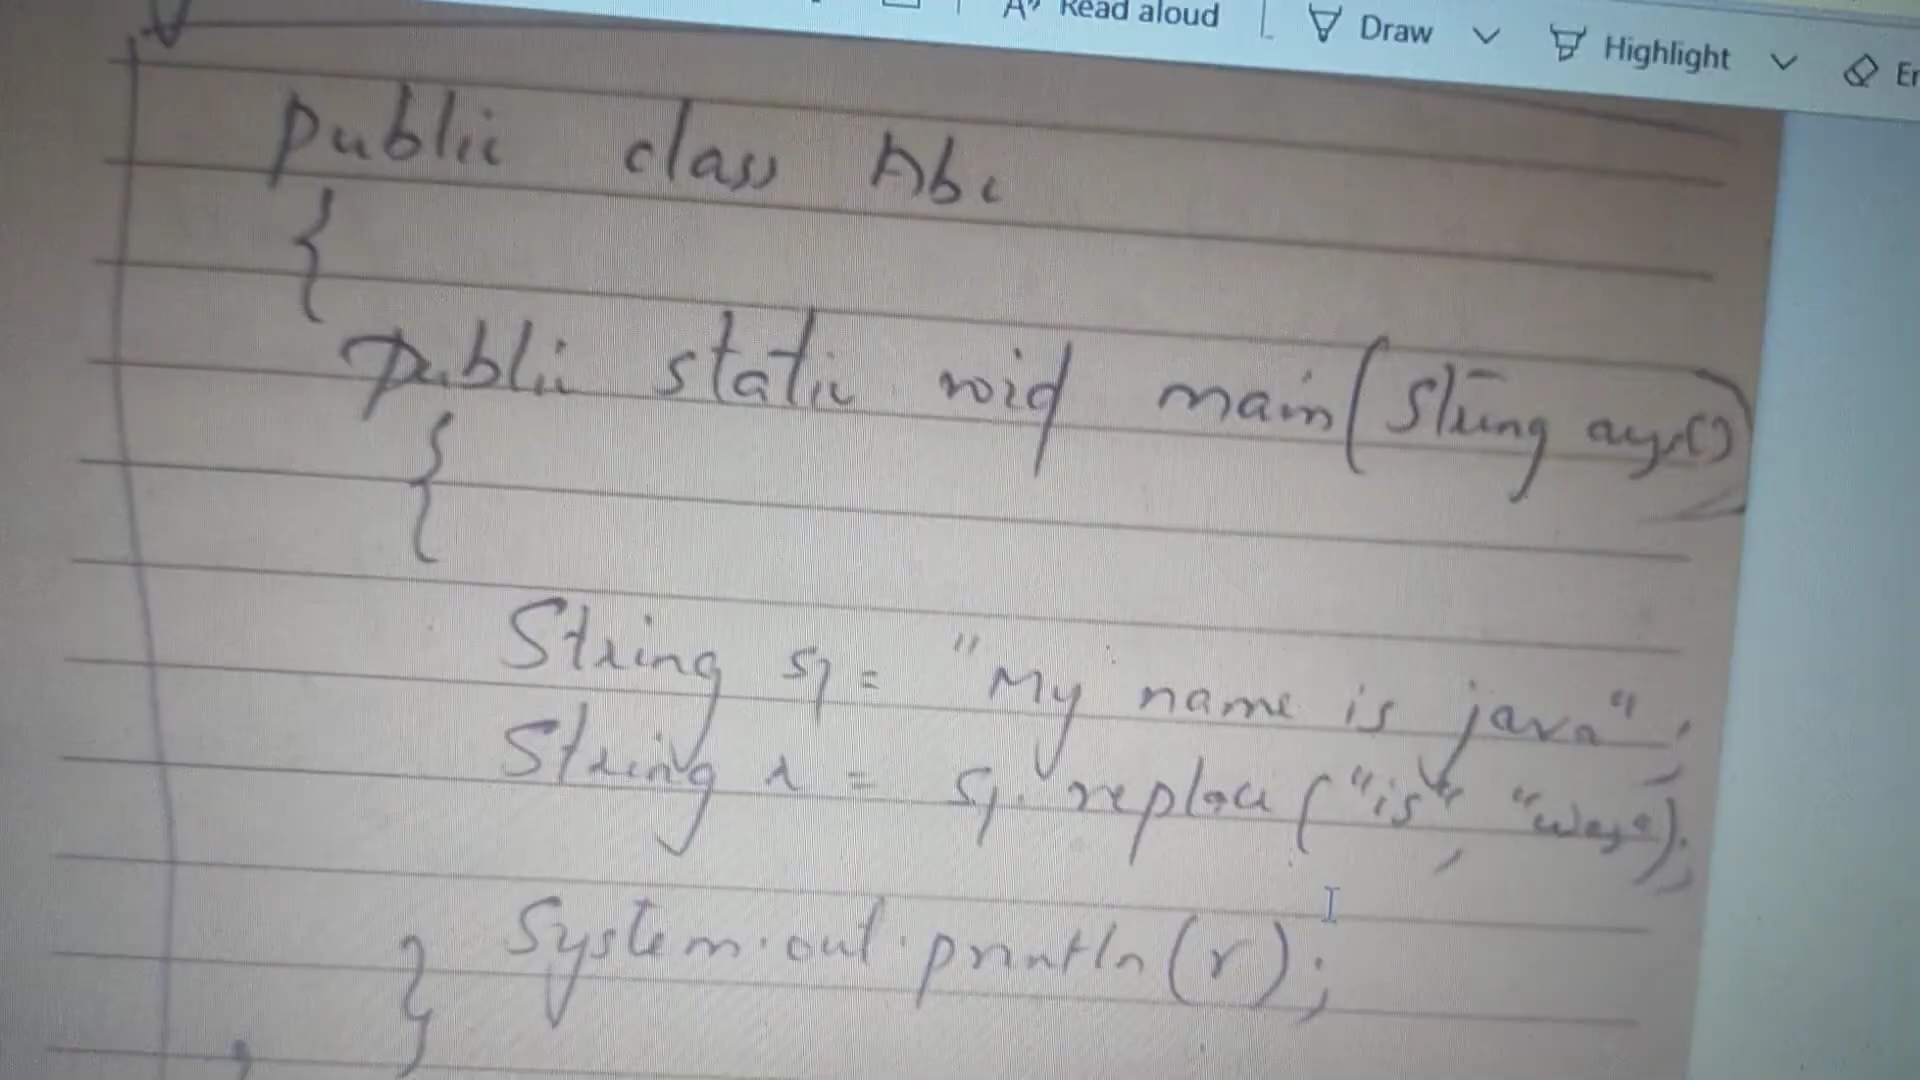 Read aloud Draw Highlight Er
public class Abc
{
public static void main(String args[])
{
String s1 = "My name is java";
String r = s1.replace("is", "was");
System.out.println(r);
}